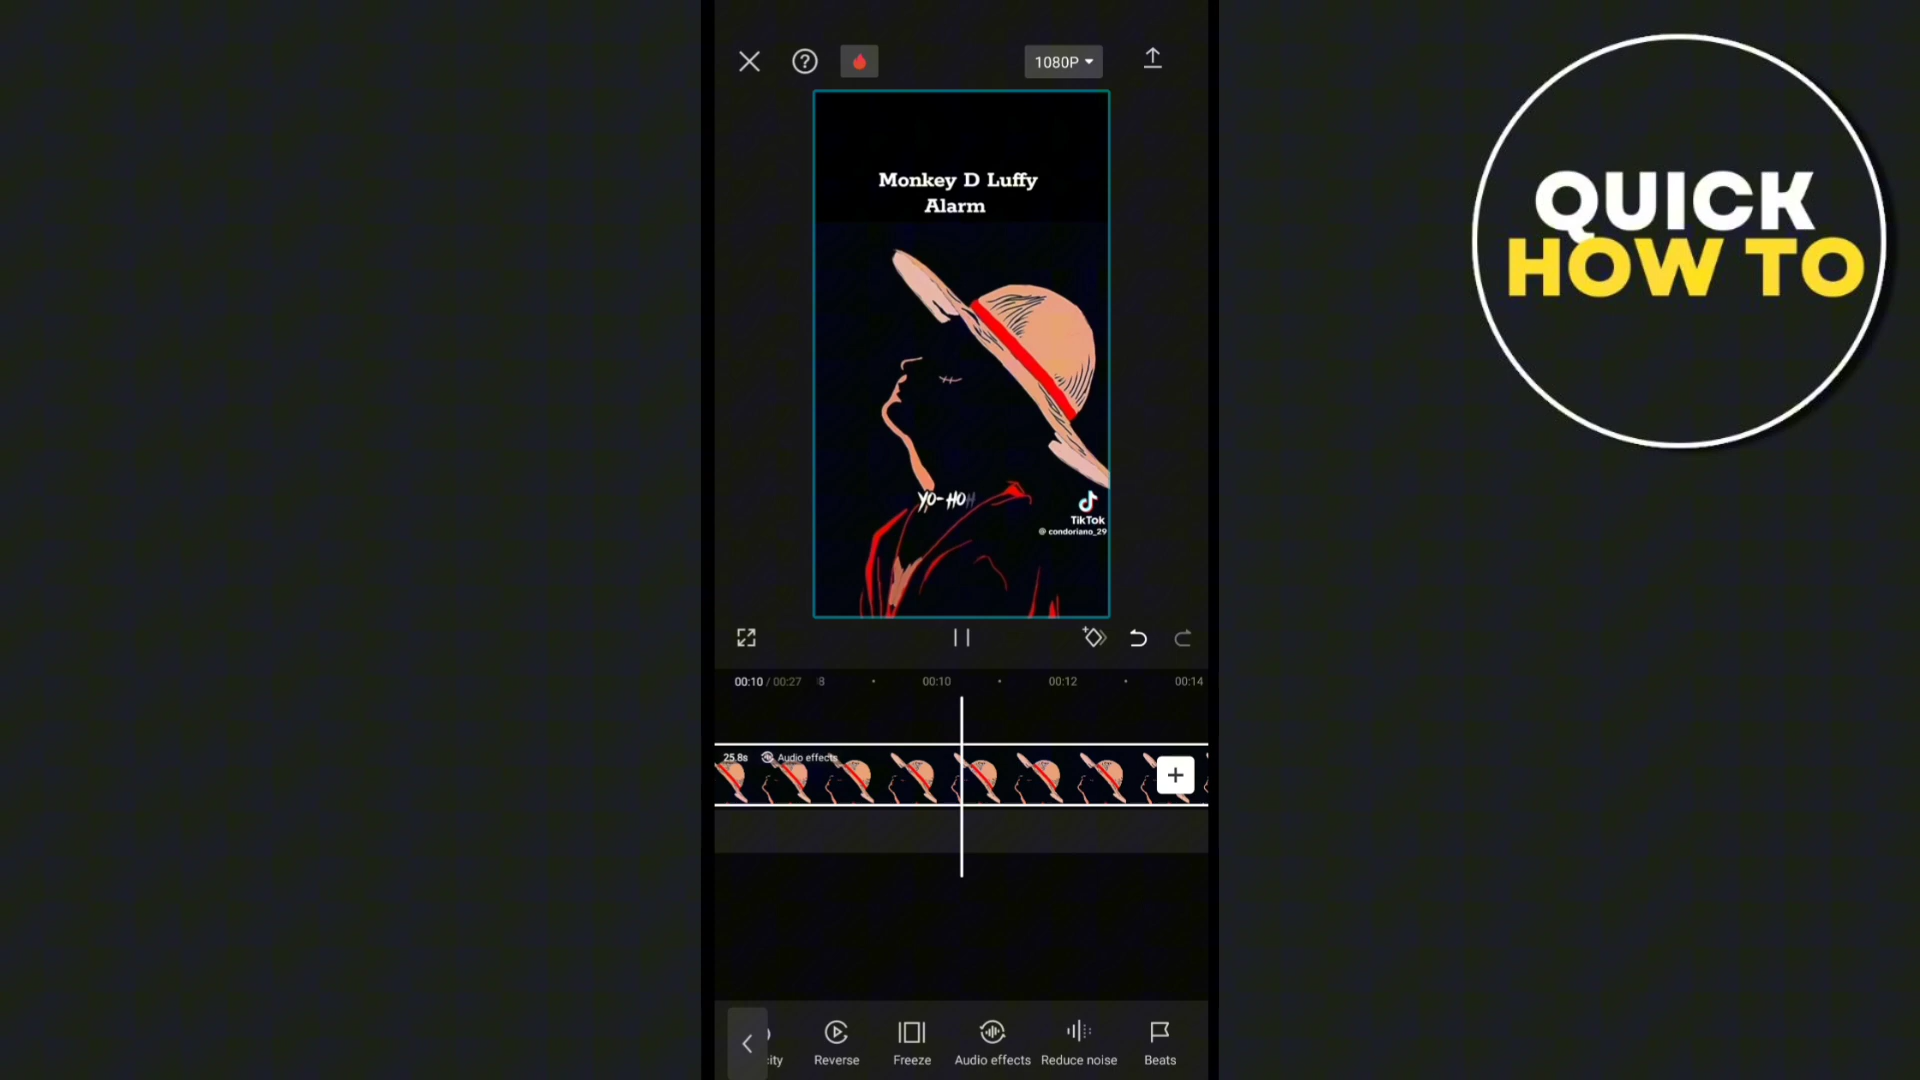 1080P
QUICK
HOW TO
Monkey D Luffy
Alarm
YO-HOH
TikTok
@ condoriano_29
00:10 / 00:27
00:10
00:12
00:14
25.8s
Audio effects
Reverse
Freeze
Audio effects
Reduce noise
Beats